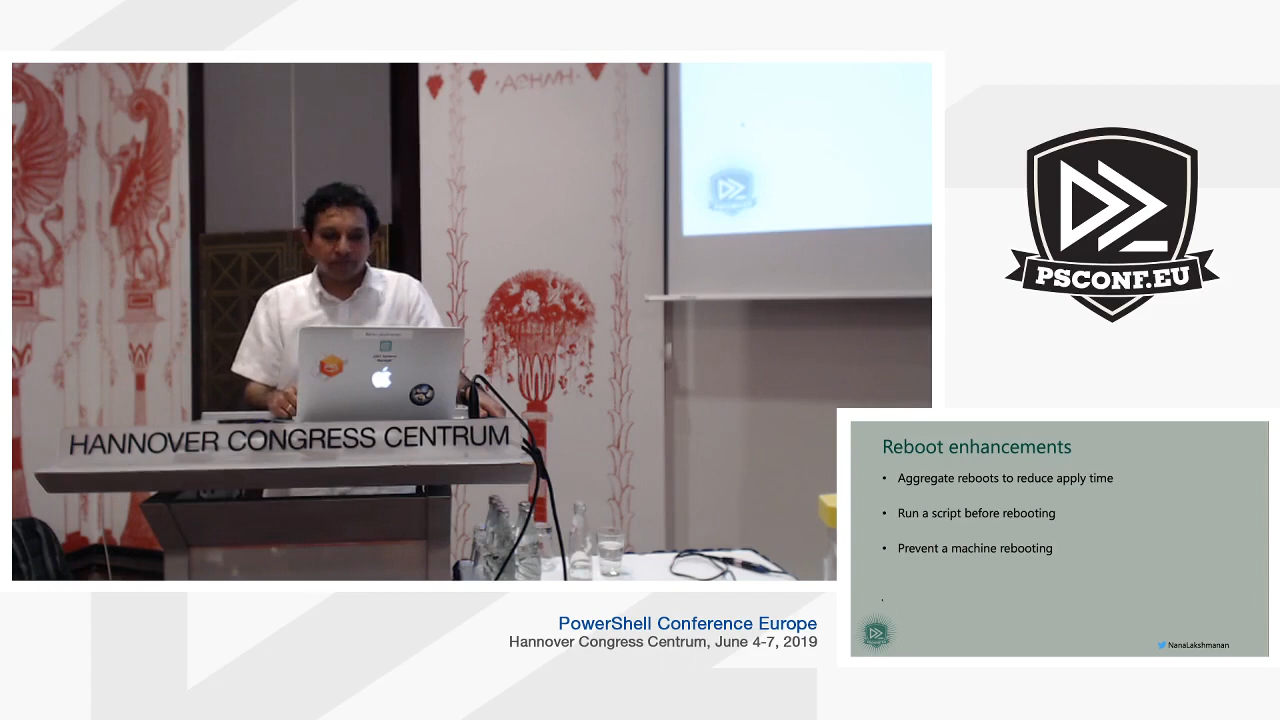 HANNOVER CONGRESS CENTRUM
PSCONF.EU
Reboot enhancements
• Aggregate reboots to reduce apply time
• Run a script before rebooting
• Prevent a machine rebooting
NanaLakshmanan
PowerShell Conference Europe
Hannover Congress Centrum, June 4-7, 2019